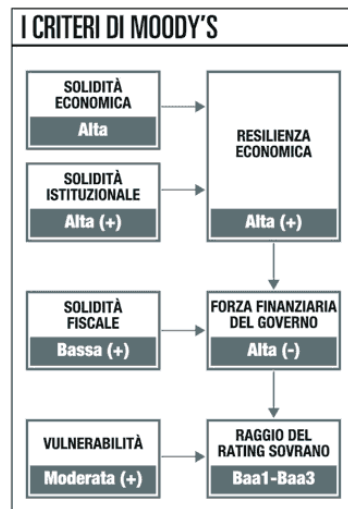 I CRITERI DI MOODY'S
SOLIDITÀ
ECONOMICA
Alta
SOLIDITÀ
ISTITUZIONALE
Alta (+)
RESILIENZA
ECONOMICA
Alta (+)
SOLIDITÀ
FISCALE
Bassa (+)
FORZA FINANZIARIA
DEL GOVERNO
Alta (-)
VULNERABILITÀ
Moderata (+)
RAGGIO DEL
RATING SOVRANO
Baa1-Baa3